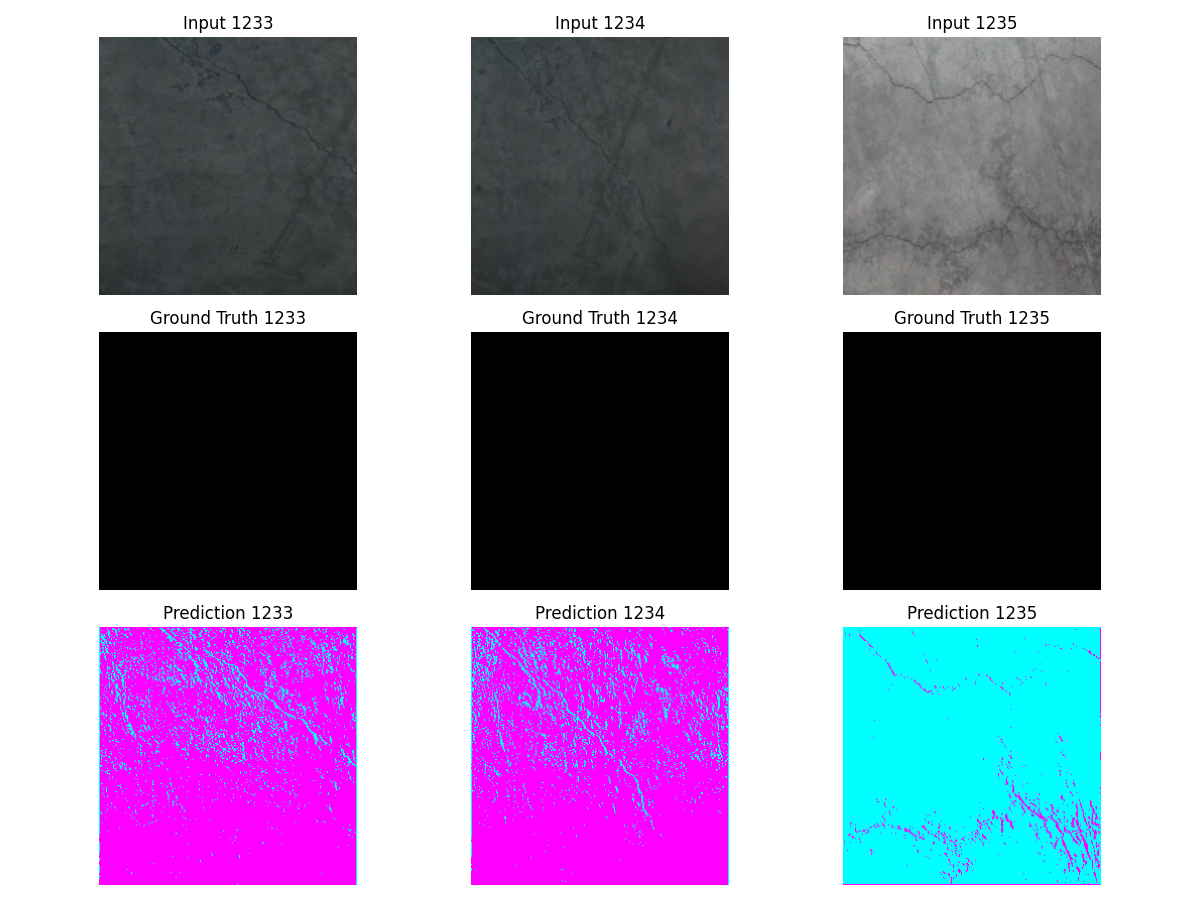 Input 1233
Input 1234
Input 1235
Ground Truth 1233
Ground Truth 1234
Ground Truth 1235
Prediction 1233
Prediction 1234
Prediction 1235